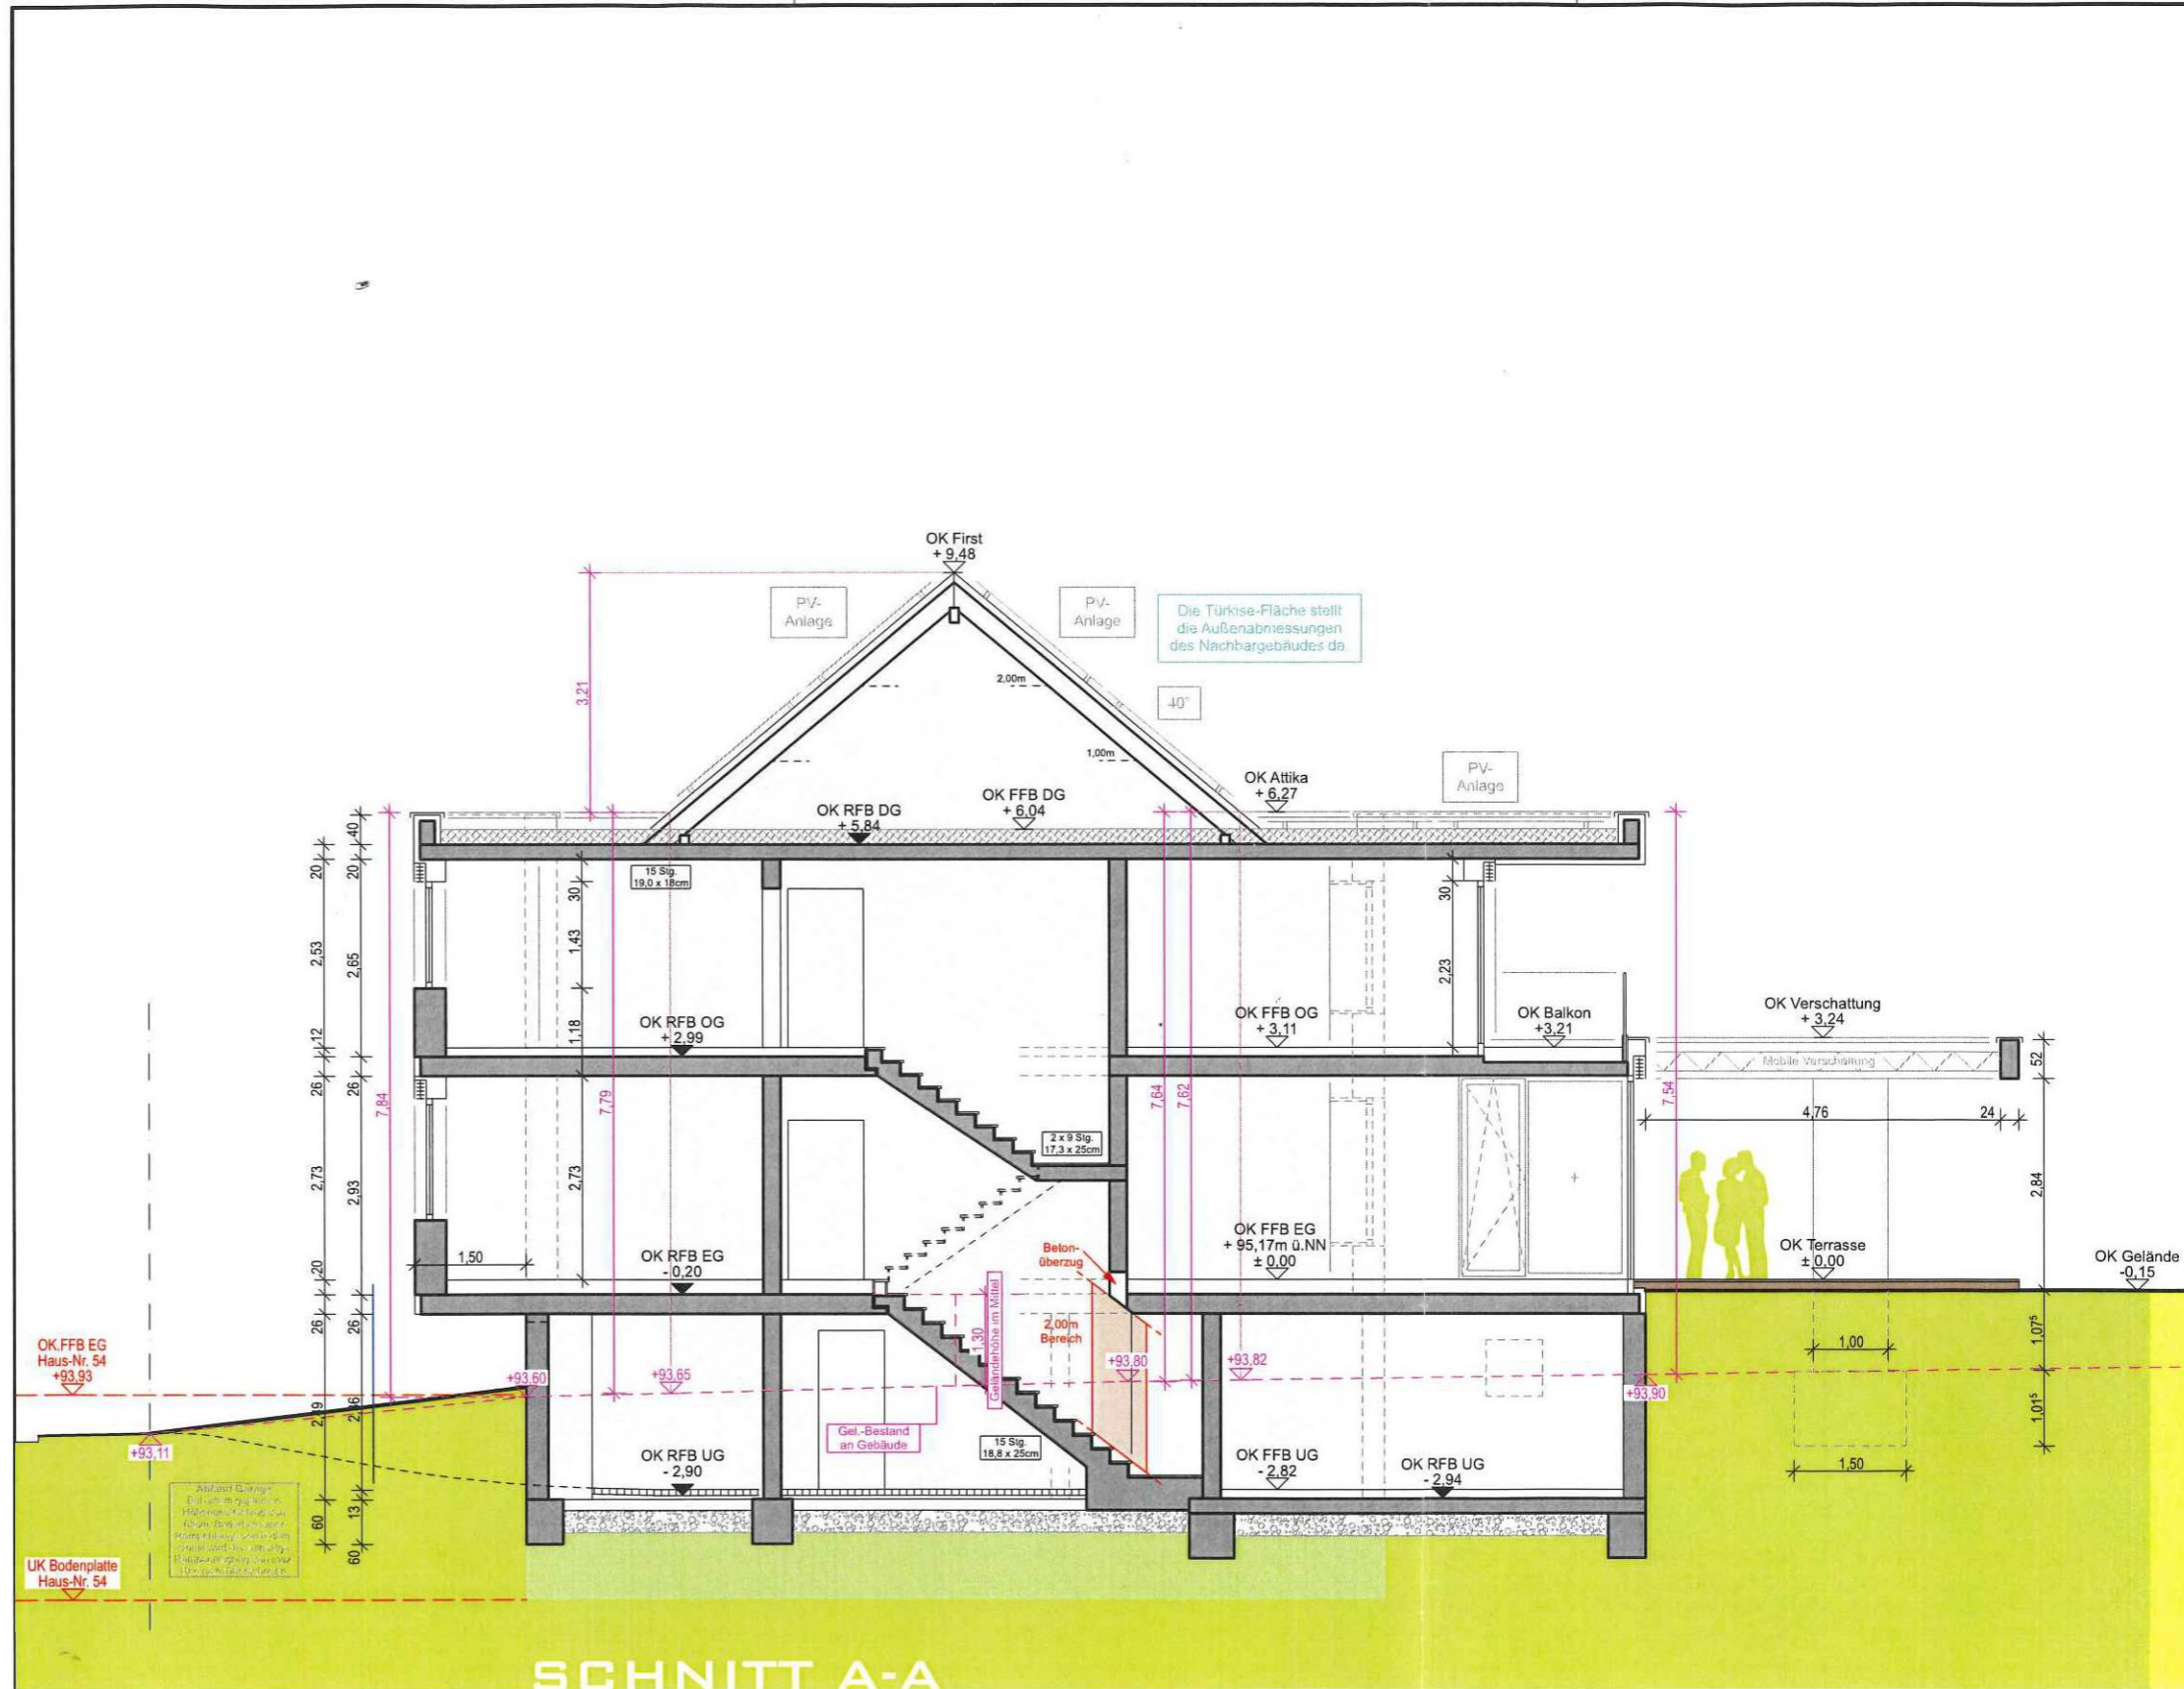 OK First
+ 9,48
PV-
Anlage
PV-
Anlage
Die Türkise-Fläche stellt
die Außenabmessungen
des Nachbargebäudes da.
40°
2,00m
1,00m
3,21
OK Attika
+ 6,27
PV-
Anlage
OK RFB DG
+ 5,84
OK FFB DG
+ 6,04
15 Stg.
19,0 x 18cm
20
40
20
30
30
2,53
2,65
1,43
2,23
12
1,18
OK RFB OG
+ 2,99
OK FFB OG
+ 3,11
OK Balkon
+3,21
OK Verschattung
+ 3,24
Mobile Verschattung
52
26
26
7,84
7,79
7,64
7,62
7,54
4,76
24
2 x 9 Stg.
17,3 x 25cm
2,73
2,93
2,73
2,84
1,50
OK RFB EG
- 0,20
Beton-
überzug
OK FFB EG
+ 95,17m ü.NN
± 0,00
OK Terrasse
± 0,00
OK Gelände
-0,15
20
26
26
1,30
Geländehöhe im Mittel
2,00m
Bereich
1,00
1,07⁵
OK.FFB EG
Haus-Nr. 54
+93,93
+93,60
+93,65
+93,80
+93,82
+93,90
+93,11
Gel.-Bestand
an Gebäude
15 Stg.
18,8 x 25cm
1,01⁵
OK RFB UG
- 2,90
OK FFB UG
- 2,82
OK RFB UG
- 2,94
1,50
Abfahrt Garage
60
13
60
UK Bodenplatte
Haus-Nr. 54
SCHNITT A-A